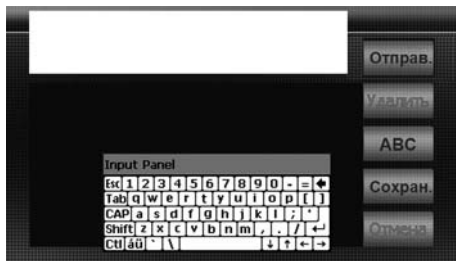 Отправ.
Удалить
ABC
Сохран.
Отмена
Input Panel
Esc 1 2 3 4 5 6 7 8 9 0 - =
Tab q w e r t y u i o p [ ]
CAP a s d f g h j k l ; '
Shift z x c v b n m , . /
Ctl áü ` \